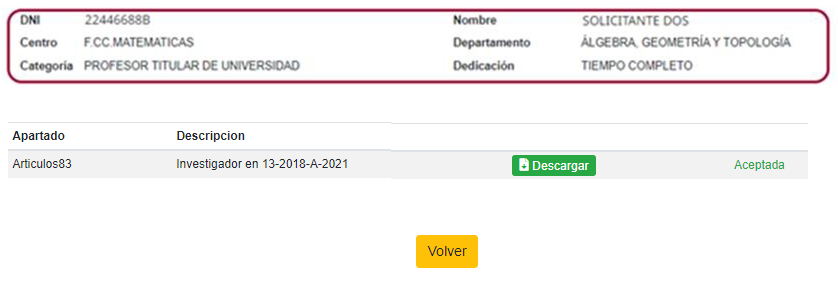 DNI 22446688B Nombre SOLICITANTE DOS
Centro F.CC.MATEMATICAS Departamento ÁLGEBRA, GEOMETRÍA Y TOPOLOGÍA
Categoria PROFESOR TITULAR DE UNIVERSIDAD Dedicación TIEMPO COMPLETO
Apartado Descripcion
Articulos83 Investigador en 13-2018-A-2021 Descargar Aceptada
Volver